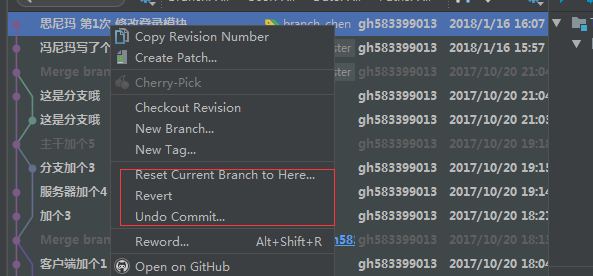 思尼玛 第1次 修改登录模块 branch_chen gh583399013 2018/1/16 16:07
冯尼玛写了个 ster gh583399013 2018/1/16 15:57
Merge bran ster gh583399013 2017/10/20 21:04
这是分支哦 gh583399013 2017/10/20 21:04
这是分支哦 gh583399013 2017/10/20 21:03
主干加个5 gh583399013 2017/10/20 19:16
分支加个3 gh583399013 2017/10/20 19:15
服务器加个4 gh583399013 2017/10/20 19:14
加个3 gh583399013 2017/10/20 18:21
Merge bran h58 gh583399013 2017/10/20 18:19
客户端加个1 gh583399013 2017/10/20 18:04
Copy Revision Number
Create Patch...
Cherry-Pick
Checkout Revision
New Branch...
New Tag...
Reset Current Branch to Here...
Revert
Undo Commit...
Reword... Alt+Shift+R
Open on GitHub